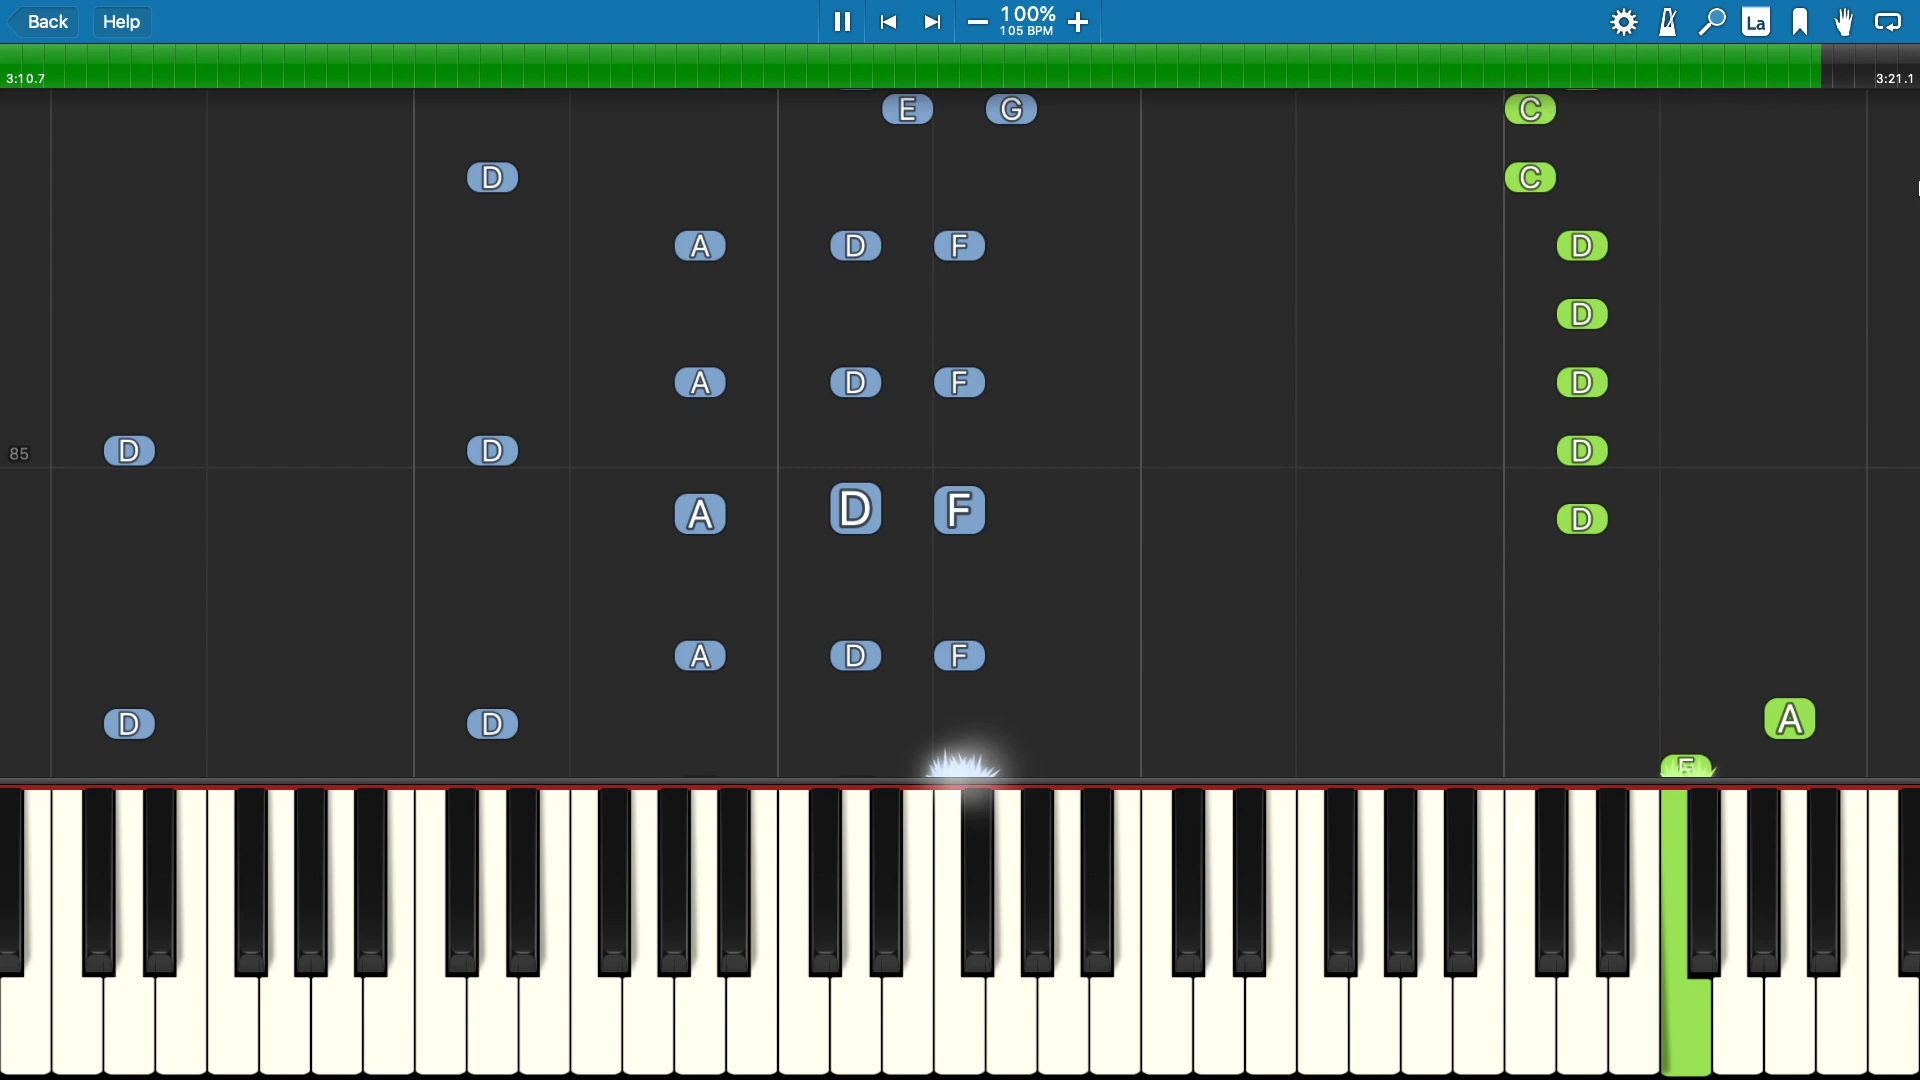 Back Help 100% La
105 BPM
3:10.7 3:21.1
E G C
D C
A D F D
D
A D F D
85 D D D
A D F D
A D F
D D A
F